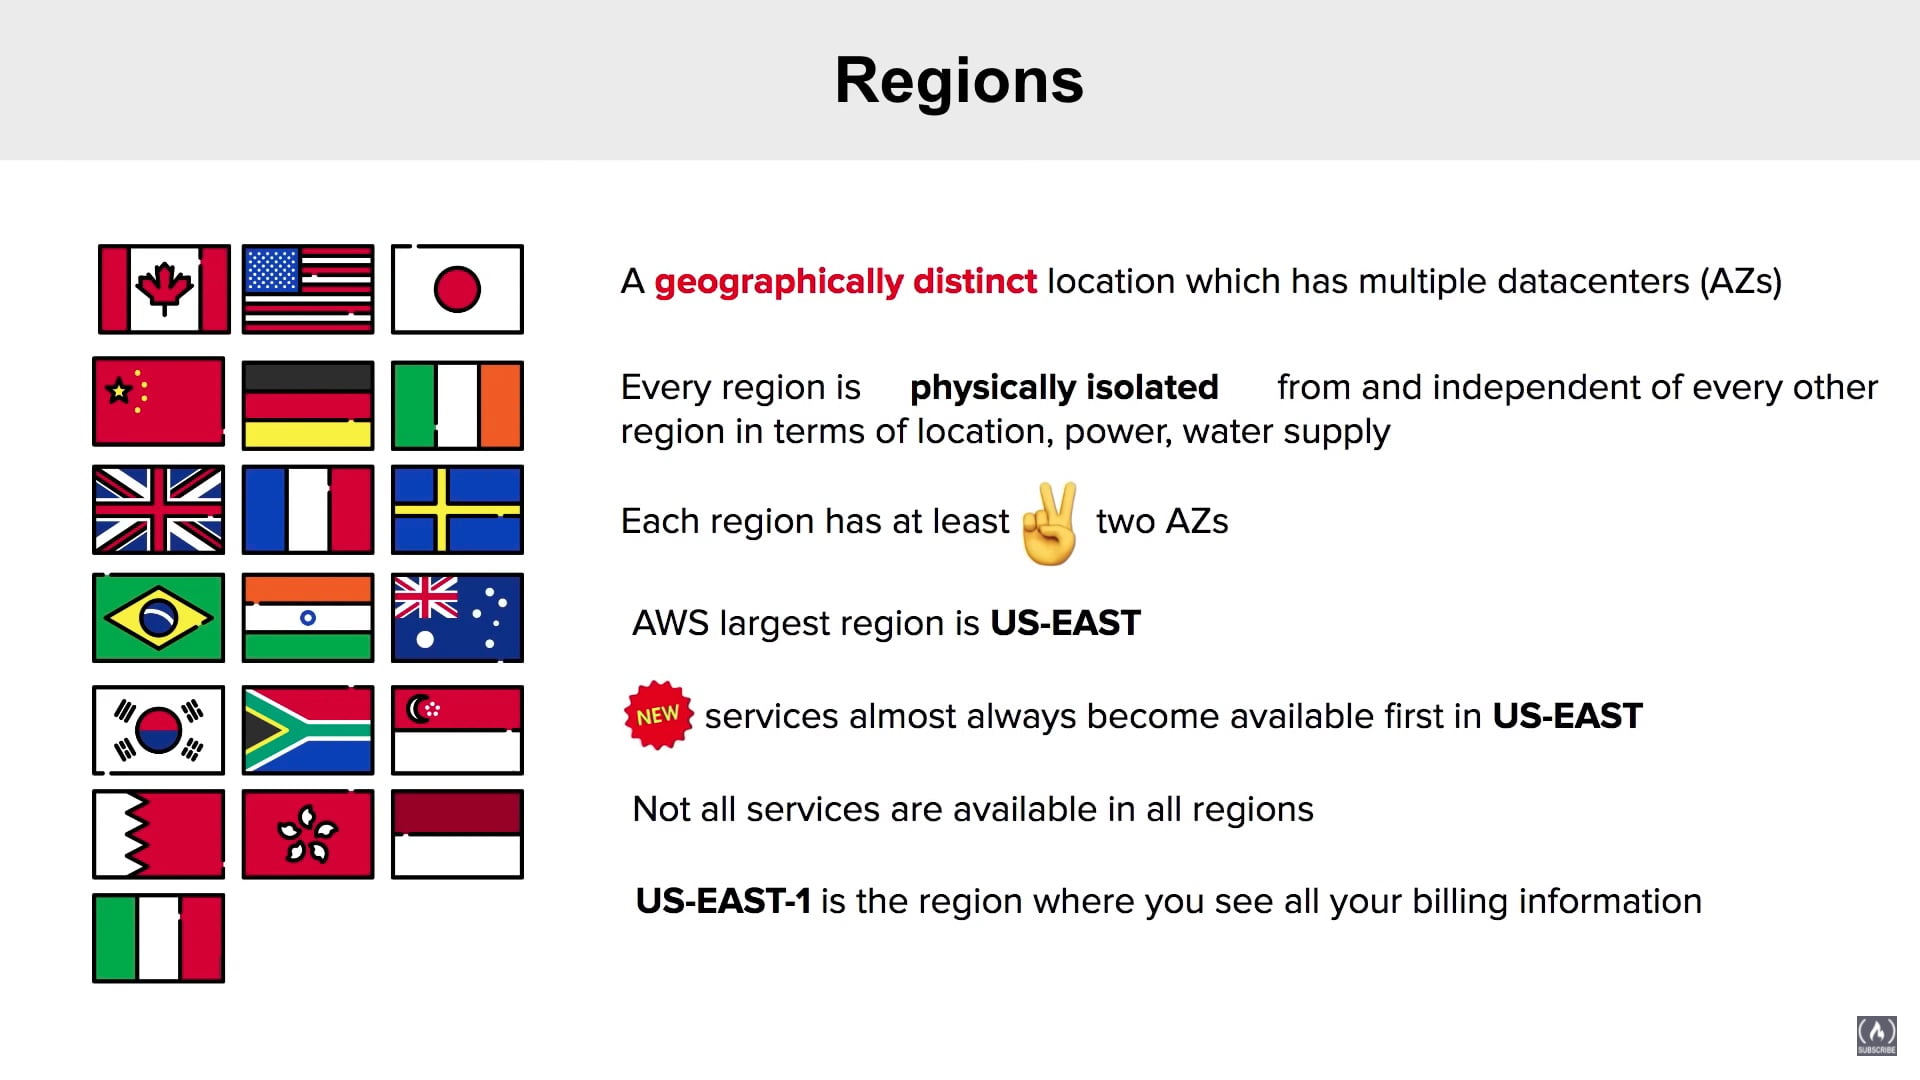 Regions
A geographically distinct location which has multiple datacenters (AZs)
Every region is physically isolated from and independent of every other
region in terms of location, power, water supply
Each region has at least two AZs
AWS largest region is US-EAST
NEW services almost always become available first in US-EAST
Not all services are available in all regions
US-EAST-1 is the region where you see all your billing information
SUBSCRIBE